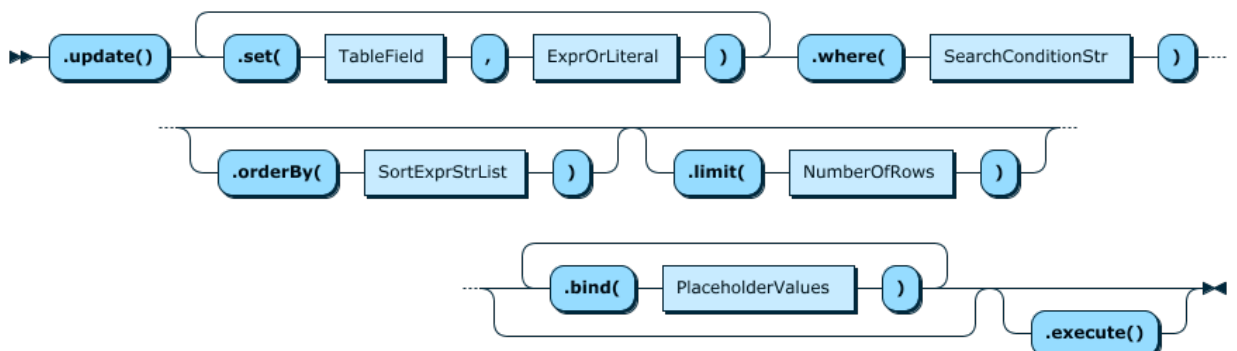 .update() .set( TableField , ExprOrLiteral ) .where( SearchConditionStr )
.orderBy( SortExprStrList ) .limit( NumberOfRows )
.bind( PlaceholderValues )
.execute()